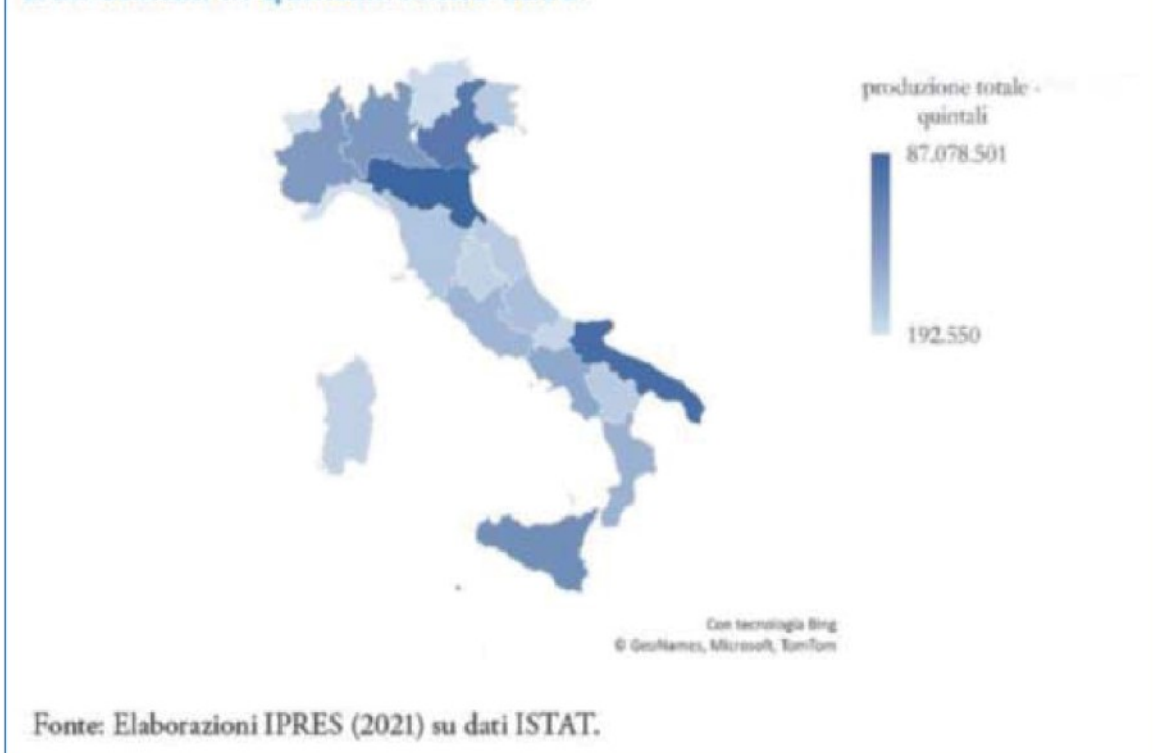 produzione totale -
quintali
87.078.501
192.550
Con tecnologia Bing
© GeoNames, Microsoft, TomTom
Fonte: Elaborazioni IPRES (2021) su dati ISTAT.